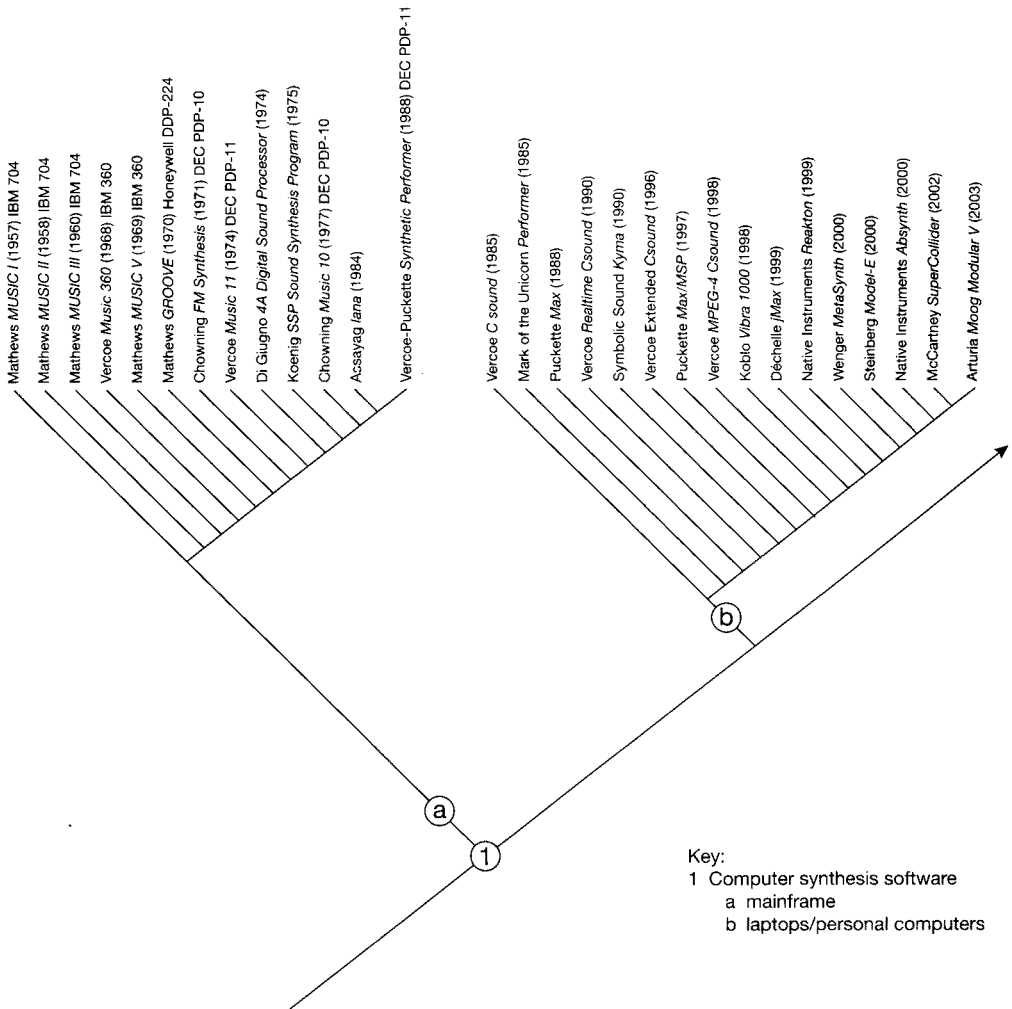 Mathews MUSIC I (1957) IBM 704
Mathews MUSIC II (1958) IBM 704
Mathews MUSIC III (1960) IBM 704
Vercoe Music 360 (1968) IBM 360
Mathews MUSIC V (1969) IBM 360
Mathews GROOVE (1970) Honeywell DDP-224
Chowning FM Synthesis (1971) DEC PDP-10
Vercoe Music 11 (1974) DEC PDP-11
Di Giugno 4A Digital Sound Processor (1974)
Koenig SSP Sound Synthesis Program (1975)
Chowning Music 10 (1977) DEC PDP-10
Acsayag Iana (1984)
Vercoe-Puckette Synthetic Performer (1988) DEC PDP-11
Vercoe C sound (1985)
Mark of the Unicorn Performer (1985)
Puckette Max (1988)
Vercoe Realtime Csound (1990)
Symbolic Sound Kyma (1990)
Vercoe Extended Csound (1996)
Puckette Max/MSP (1997)
Vercoe MPEG-4 Csound (1998)
Koblo Vibra 1000 (1998)
Déchelle jMax (1999)
Native Instruments Reakton (1999)
Wenger MetaSynth (2000)
Steinberg Model-E (2000)
Native Instruments Absynth (2000)
McCartney SuperCollider (2002)
Arturia Moog Modular V (2003)
b
a
1
Key:
1 Computer synthesis software
a mainframe
b laptops/personal computers